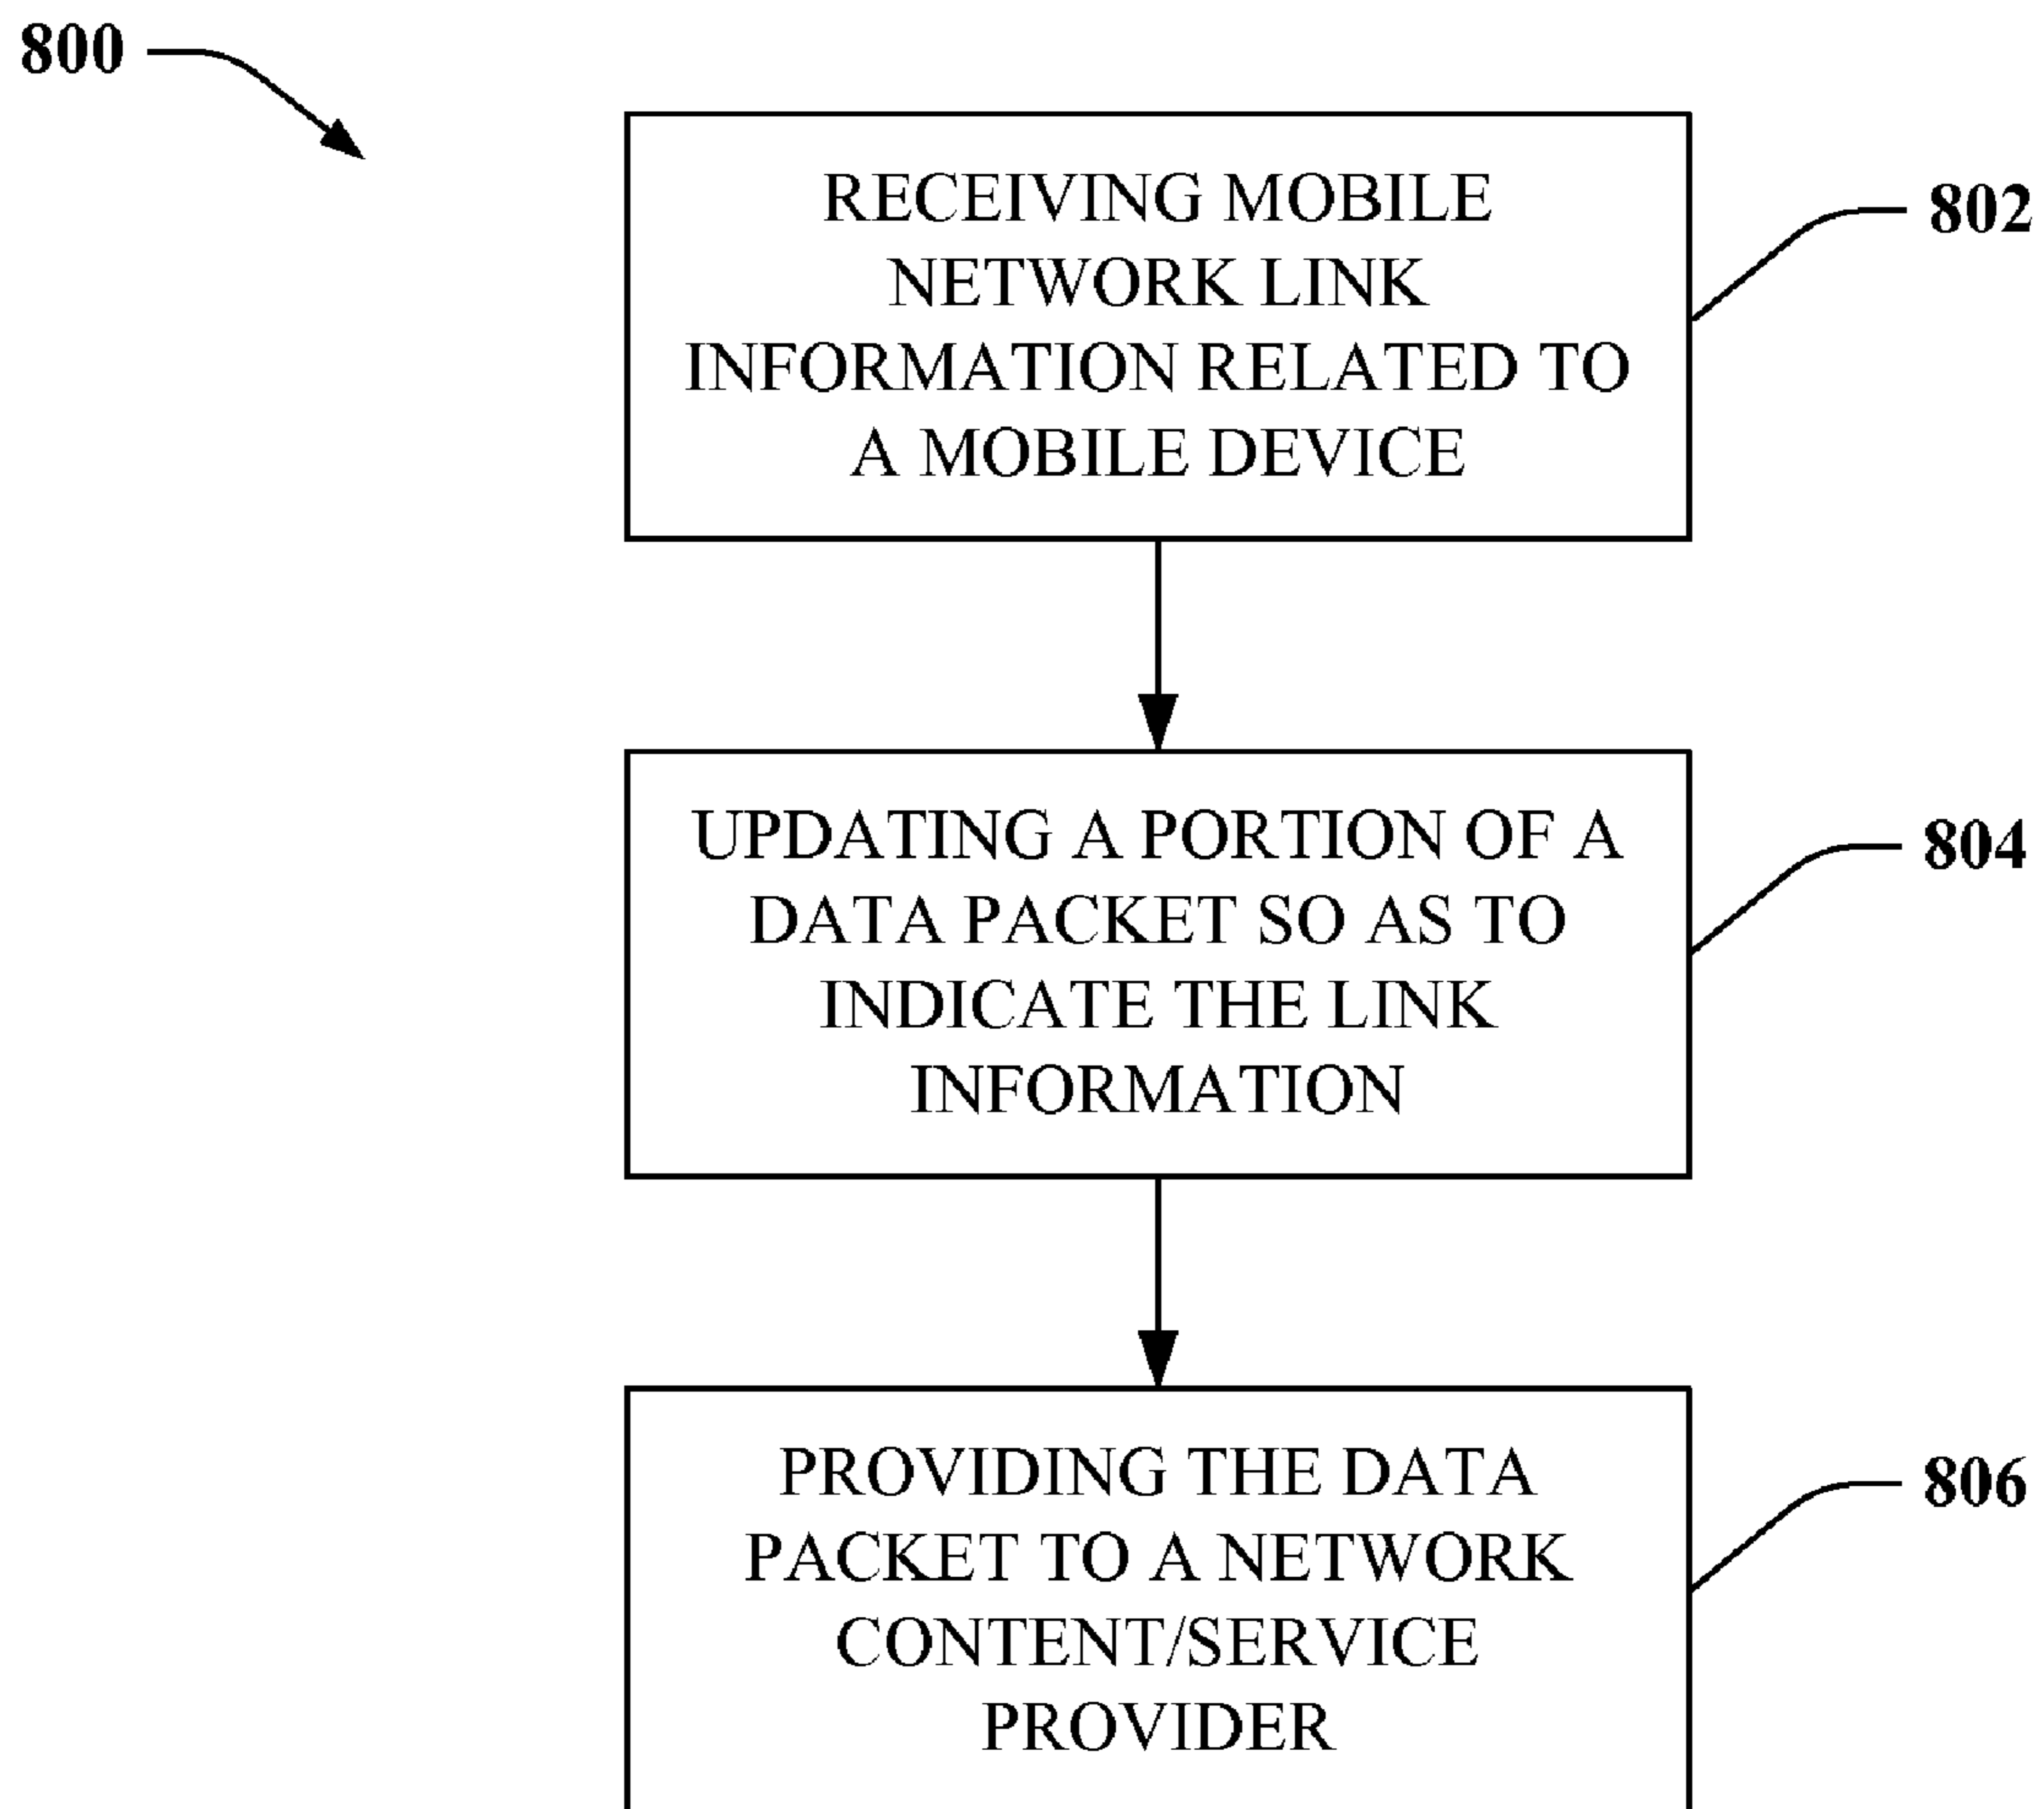 800
RECEIVING MOBILE
NETWORK LINK
INFORMATION RELATED TO
A MOBILE DEVICE
802
UPDATING A PORTION OF A
DATA PACKET SO AS TO
INDICATE THE LINK
INFORMATION
804
PROVIDING THE DATA
PACKET TO A NETWORK
CONTENT/SERVICE
PROVIDER
806